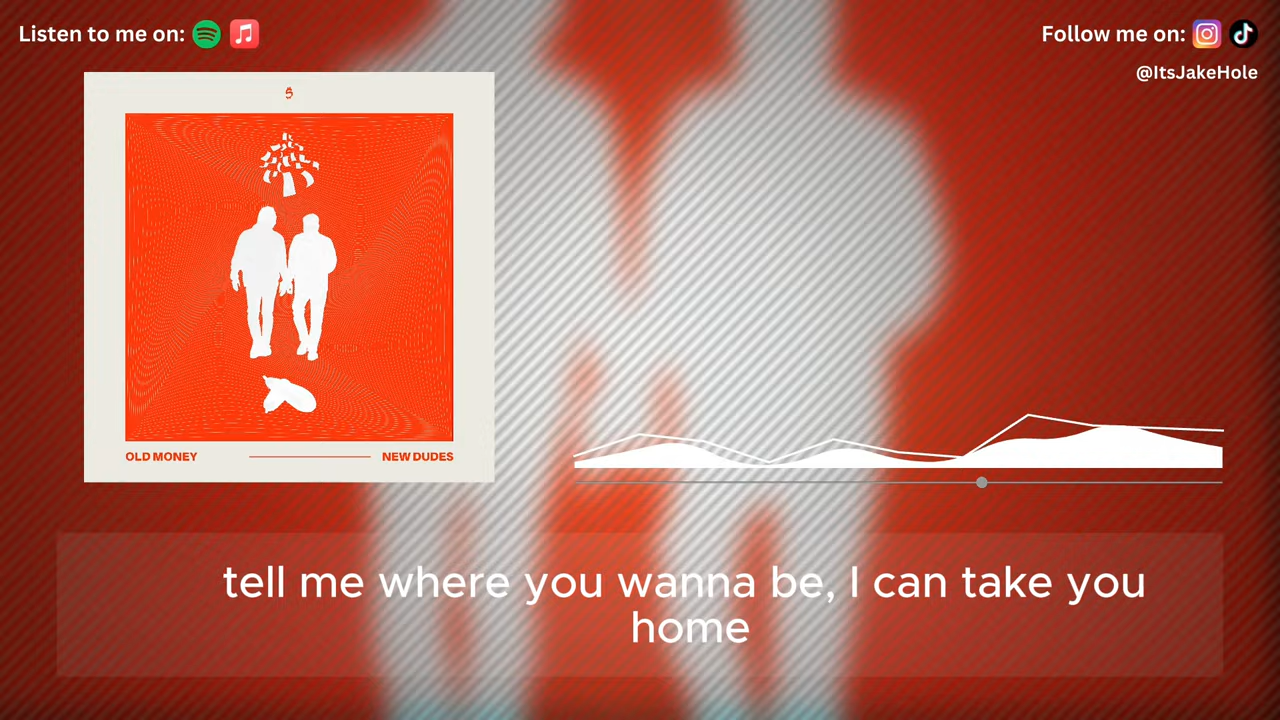 Listen to me on:
Follow me on:
@ItsJakeHole
OLD MONEY
NEW DUDES
tell me where you wanna be, I can take you
home